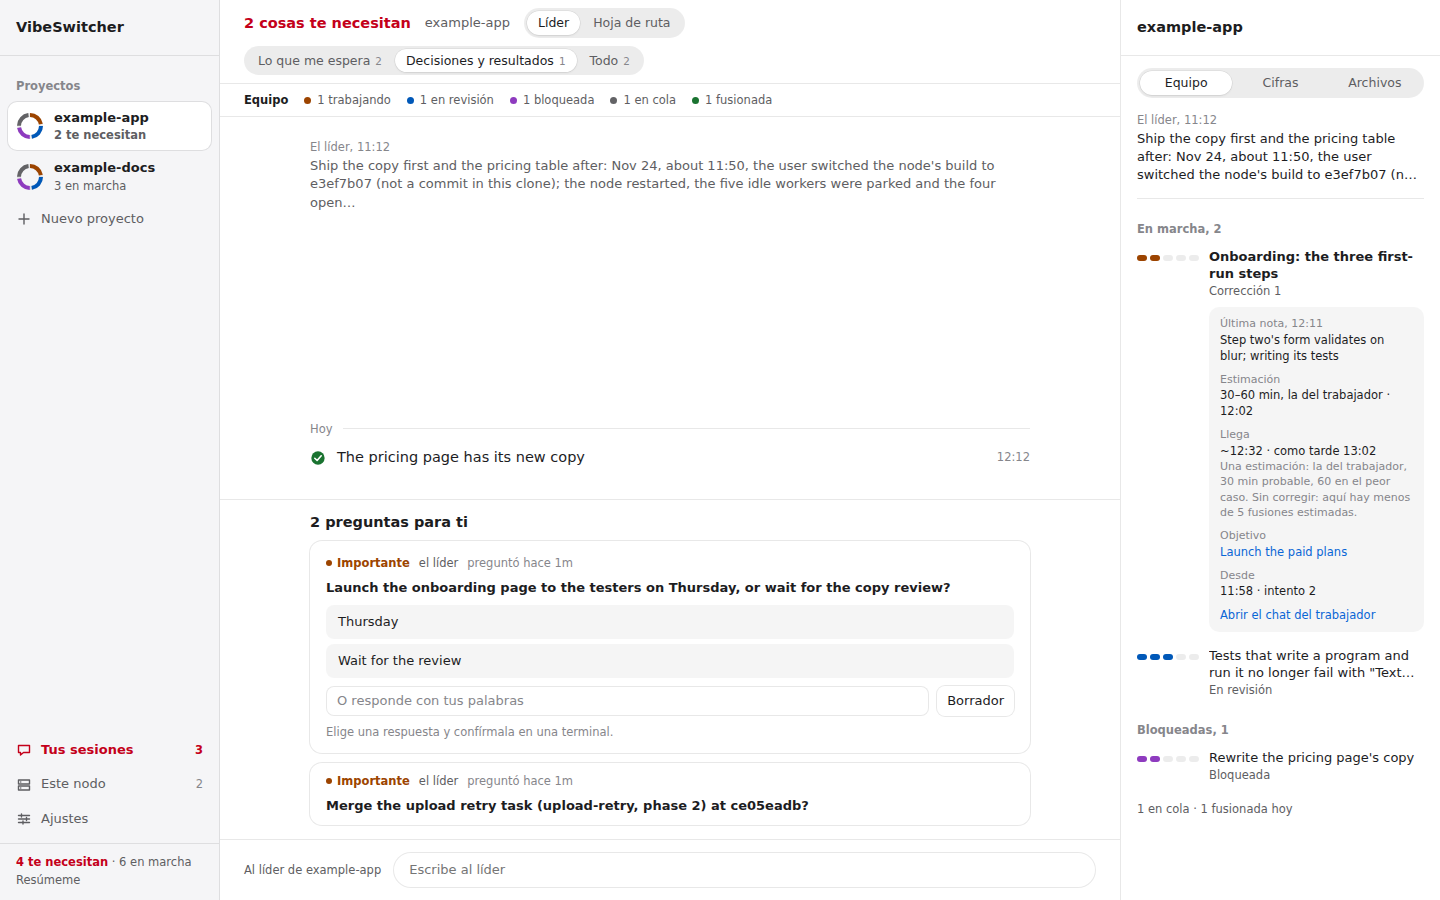 VibeSwitcher
Proyectos
example-app
2 te necesitan
example-docs
3 en marcha
Nuevo proyecto
Tus sesiones 3
Este nodo 2
Ajustes
4 te necesitan · 6 en marcha
Resúmeme
2 cosas te necesitan example-app Líder Hoja de ruta
Lo que me espera 2 Decisiones y resultados 1 Todo 2
Equipo 1 trabajando 1 en revisión 1 bloqueada 1 en cola 1 fusionada
El líder, 11:12
Ship the copy first and the pricing table after: Nov 24, about 11:50, the user switched the node's build to
e3ef7b07 (not a commit in this clone); the node restarted, the five idle workers were parked and the four
open…
Hoy
The pricing page has its new copy 12:12
2 preguntas para ti
Importante el líder preguntó hace 1m
Launch the onboarding page to the testers on Thursday, or wait for the copy review?
Thursday
Wait for the review
O responde con tus palabras Borrador
Elige una respuesta y confírmala en una terminal.
Importante el líder preguntó hace 1m
Merge the upload retry task (upload-retry, phase 2) at ce05eadb?
Al líder de example-app Escribe al líder
example-app
Equipo Cifras Archivos
El líder, 11:12
Ship the copy first and the pricing table
after: Nov 24, about 11:50, the user
switched the node's build to e3ef7b07 (n…
En marcha, 2
Onboarding: the three first-
run steps
Corrección 1
Última nota, 12:11
Step two's form validates on
blur; writing its tests
Estimación
30–60 min, la del trabajador ·
12:02
Llega
~12:32 · como tarde 13:02
Una estimación: la del trabajador,
30 min probable, 60 en el peor
caso. Sin corregir: aquí hay menos
de 5 fusiones estimadas.
Objetivo
Launch the paid plans
Desde
11:58 · intento 2
Abrir el chat del trabajador
Tests that write a program and
run it no longer fail with "Text…
En revisión
Bloqueadas, 1
Rewrite the pricing page's copy
Bloqueada
1 en cola · 1 fusionada hoy